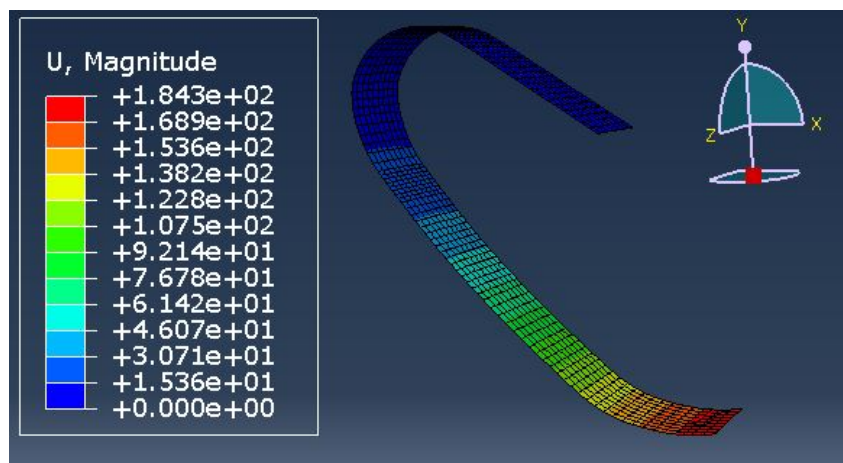 U, Magnitude
+1.843e+02
+1.689e+02
+1.536e+02
+1.382e+02
+1.228e+02
+1.075e+02
+9.214e+01
+7.678e+01
+6.142e+01
+4.607e+01
+3.071e+01
+1.536e+01
+0.000e+00
Y
Z
X